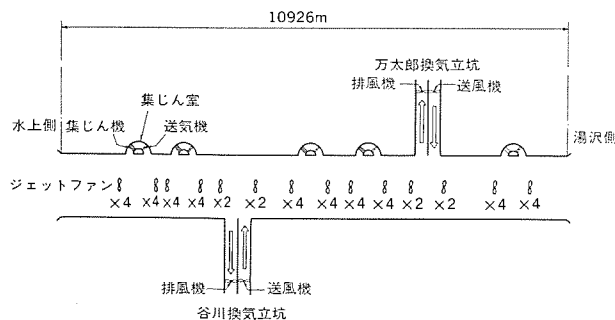 10926m
万太郎換気立坑
排風機 送風機
集じん室
水上側 集じん機 送気機
湯沢側
ジェットファン
×4 ×4 ×4 ×4 ×2 ×2 ×4 ×4 ×4 ×4 ×2 ×2 ×4 ×4
排風機 送風機
谷川換気立坑